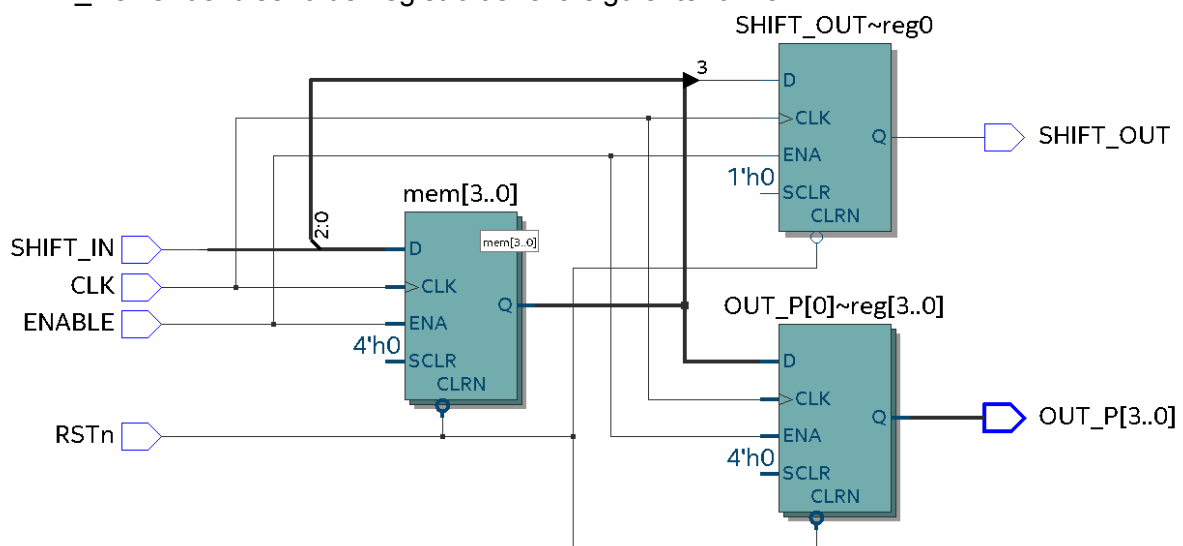 SHIFT_OUT~reg0
3
D
CLK
Q
SHIFT_OUT
ENA
1'h0
SCLR
CLRN
mem[3..0]
2:0
SHIFT_IN
D
mem[3..0]
CLK
CLK
Q
OUT_P[0]~reg[3..0]
ENABLE
ENA
4'h0
SCLR
D
CLRN
CLK
Q
OUT_P[3..0]
RSTn
ENA
4'h0
SCLR
CLRN